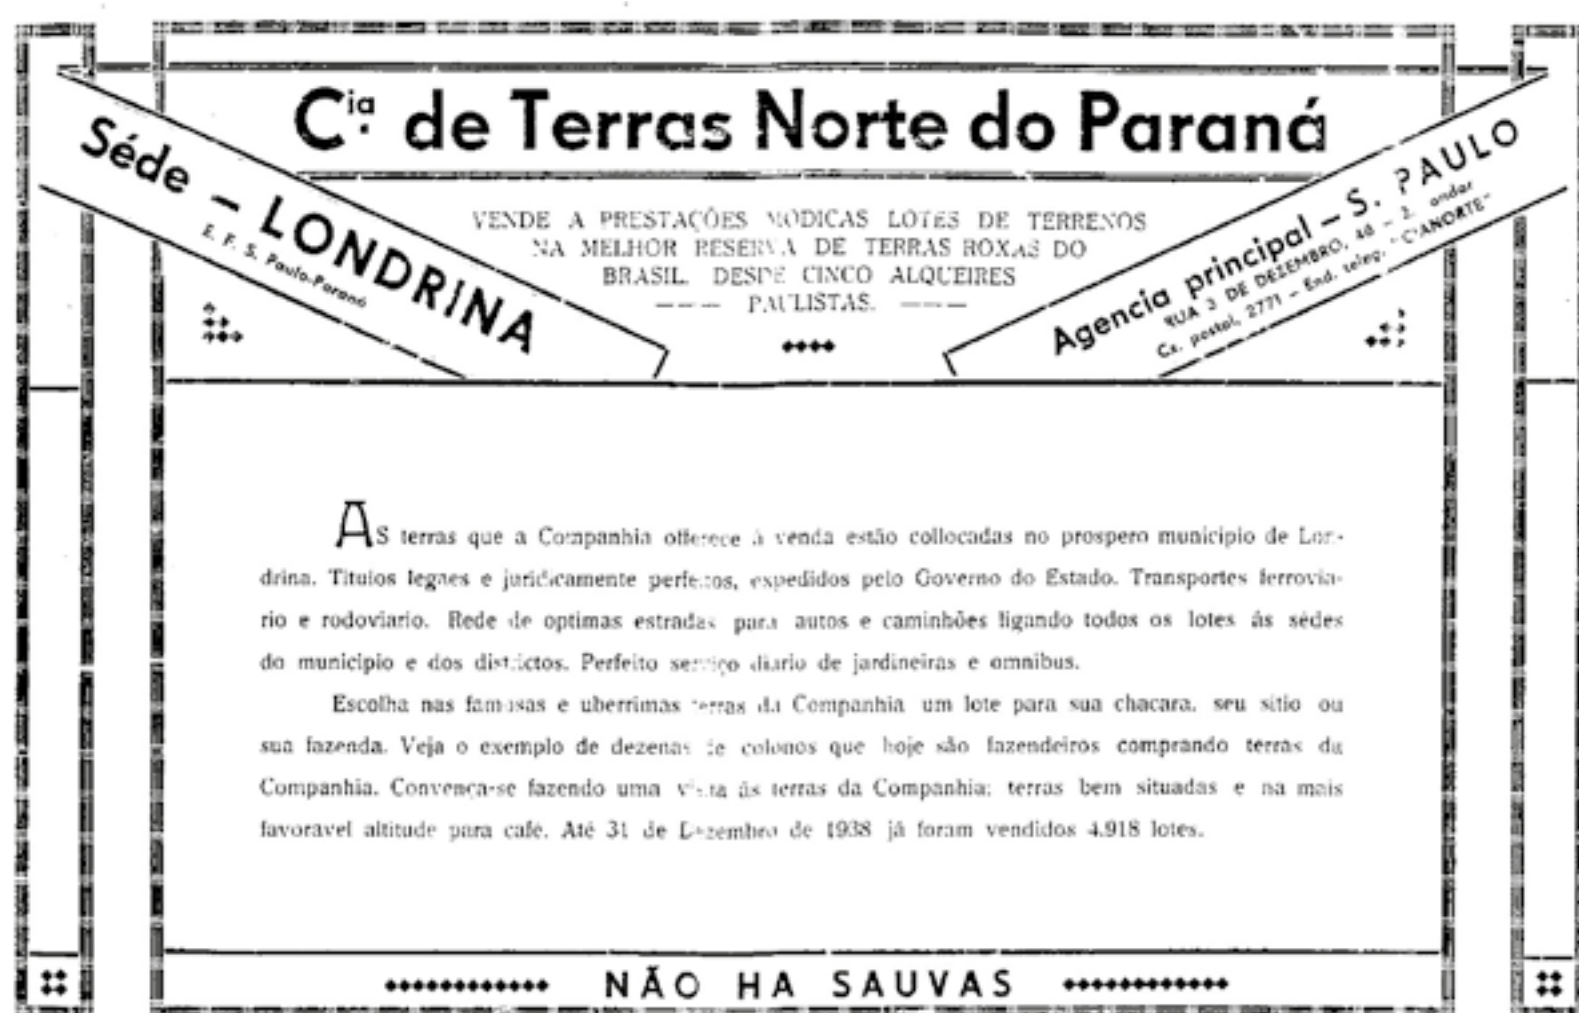 Cia. de Terras Norte do Paraná
Séde – LONDRINA
E. F. S. Paulo-Paraná
VENDE A PRESTAÇÕES MODICAS LOTES DE TERRENOS
NA MELHOR RESERVA DE TERRAS ROXAS DO
BRASIL. DESDE CINCO ALQUEIRES
--- PAULISTAS. ---
Agencia principal – S. PAULO
RUA 3 DE DEZEMBRO, 48 – 2. andar
Cx. postal, 2771 – End. teleg. "CIANORTE"
AS terras que a Companhia offerece á venda estão collocadas no prospero municipio de Lon-
drina. Titulos legaes e juridicamente perfeitos, expedidos pelo Governo do Estado. Transportes ferrovia-
rio e rodoviario. Rede de optimas estradas para autos e caminhões ligando todos os lotes ás sédes
do municipio e dos districtos. Perfeito serviço diario de jardineiras e omnibus.
Escolha nas famosas e uberrimas terras da Companhia um lote para sua chacara, seu sitio ou
sua fazenda. Veja o exemplo de dezenas de colonos que hoje são fazendeiros comprando terras da
Companhia. Convença-se fazendo uma visita ás terras da Companhia; terras bem situadas e na mais
favoravel altitude para café. Até 31 de Dezembro de 1938 já foram vendidos 4.918 lotes.
NÃO HA SAUVAS